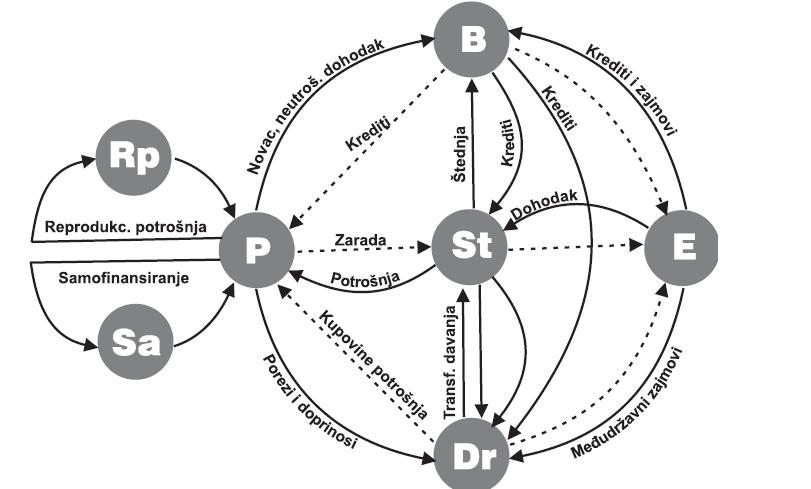 B
Novac, neutroš. dohodak
Krediti i zajmovi
Krediti
Krediti
Krediti
Štednja
Rp
Reprodukc. potrošnja
Dohodak
P
Zarada
St
E
Potrošnja
Samofinansiranje
Sa
Kupovine potrošnja
Transf. davanja
Porezi i doprinosi
Međudržavni zajmovi
Dr